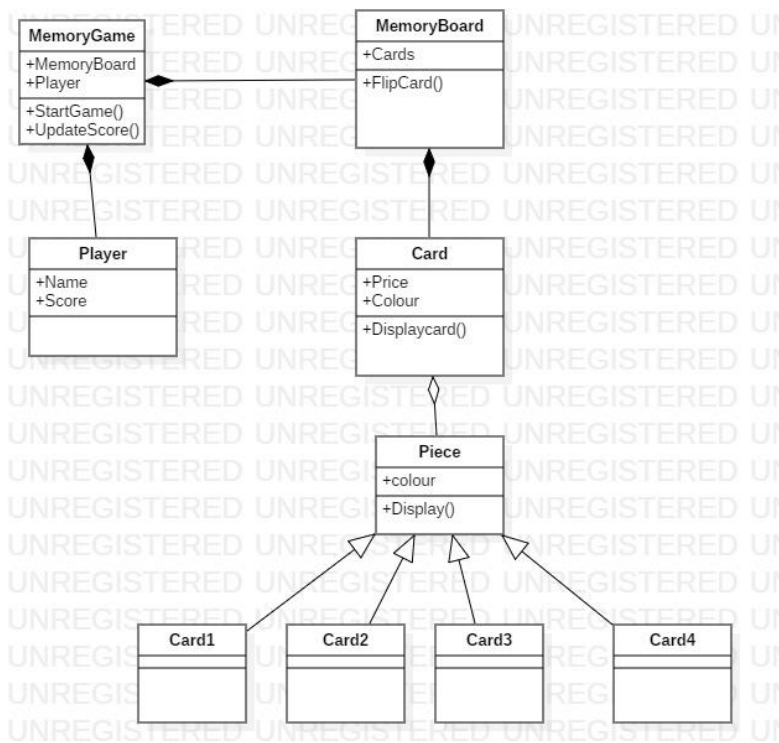 MemoryGame
+MemoryBoard
+Player
+StartGame()
+UpdateScore()
MemoryBoard
+Cards
+FlipCard()
Player
+Name
+Score
Card
+Price
+Colour
+Displaycard()
Piece
+colour
+Display()
Card1
Card2
Card3
Card4
UNREGISTERED